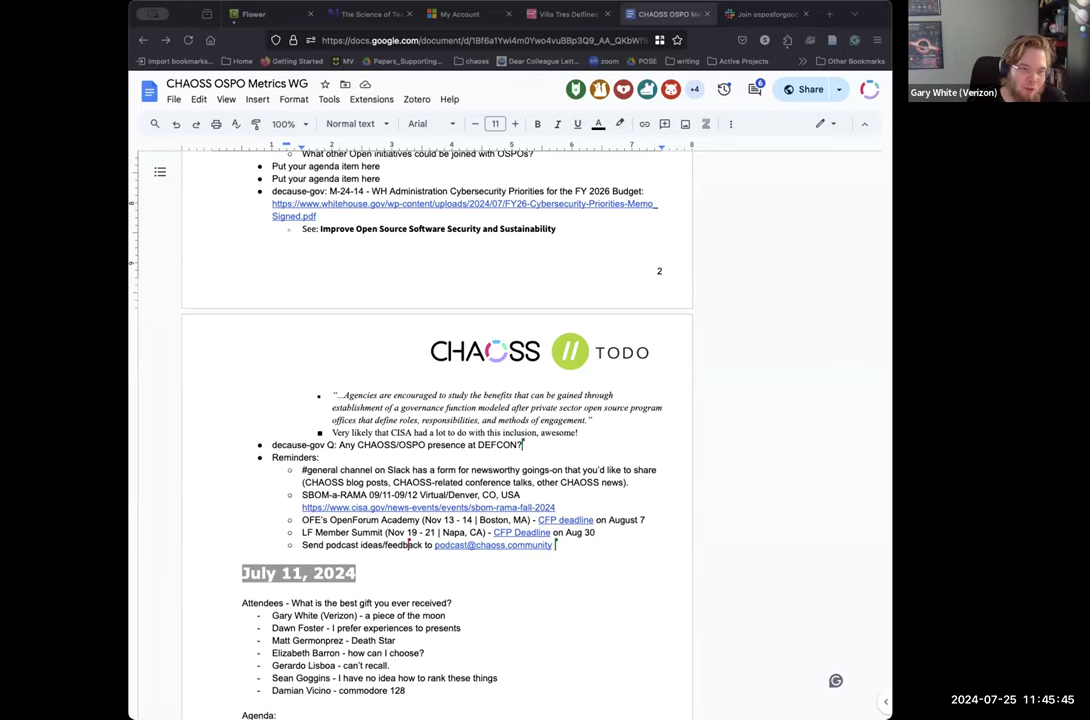 Flower
The Science of Te
My Account
Villa Tres Delfines
CHAOSS OSPO Me
Join osposforgoo
https://docs.google.com/document/d/1Bf6a1Ywi4m0Ywo4vuBBp3Q9_AA_QKbWf
Import bookmarks...
Home
Getting Started
MV
Papers_Supporting...
chaoss
Dear Colleague Lett...
zoom
POSE
writing
Active Projects
Other Bookmarks
CHAOSS OSPO Metrics WG
File Edit View Insert Format Tools Extensions Zotero Help
+4
6
Share
100%
Normal text
Arial
11
1 2 3 4 5 6 7 8
What other Open initiatives could be joined with OSPOs?
Put your agenda item here
Put your agenda item here
decause-gov: M-24-14 - WH Administration Cybersecurity Priorities for the FY 2026 Budget:
https://www.whitehouse.gov/wp-content/uploads/2024/07/FY26-Cybersecurity-Priorities-Memo_
Signed.pdf
See: Improve Open Source Software Security and Sustainability
2
CHAOSS // TODO
"...Agencies are encouraged to study the benefits that can be gained through
establishment of a governance function modeled after private sector open source program
offices that define roles, responsibilities, and methods of engagement."
Very likely that CISA had a lot to do with this inclusion, awesome!
decause-gov Q: Any CHAOSS/OSPO presence at DEFCON?
Reminders:
#general channel on Slack has a form for newsworthy goings-on that you'd like to share
(CHAOSS blog posts, CHAOSS-related conference talks, other CHAOSS news).
SBOM-a-RAMA 09/11-09/12 Virtual/Denver, CO, USA
https://www.cisa.gov/news-events/events/sbom-rama-fall-2024
OFE's OpenForum Academy (Nov 13 - 14 | Boston, MA) - CFP deadline on August 7
LF Member Summit (Nov 19 - 21 | Napa, CA) - CFP Deadline on Aug 30
Send podcast ideas/feedback to podcast@chaoss.community
July 11, 2024
Attendees - What is the best gift you ever received?
- Gary White (Verizon) - a piece of the moon
- Dawn Foster - I prefer experiences to presents
- Matt Germonprez - Death Star
- Elizabeth Barron - how can I choose?
- Gerardo Lisboa - can't recall.
- Sean Goggins - I have no idea how to rank these things
- Damian Vicino - commodore 128
Agenda:
Gary White (Verizon)
2024-07-25 11:45:45